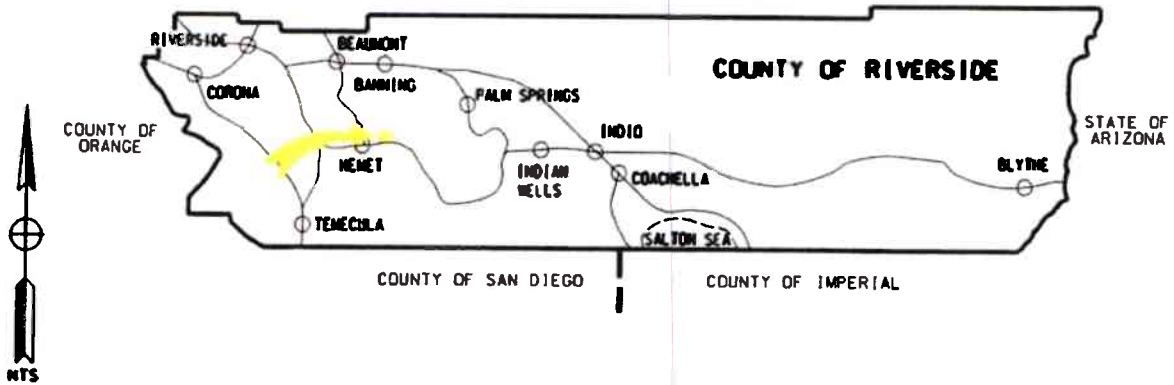 RIVERSIDE
BEAUMONT
COUNTY OF RIVERSIDE
CORONA
BANNING
PALM SPRINGS
COUNTY OF
ORANGE
STATE OF
ARIZONA
HEMET
INDIAN
WELLS
INDIO
COACHELLA
BLYTHE
TEMECULA
SALTON SEA
COUNTY OF SAN DIEGO
COUNTY OF IMPERIAL
NTS